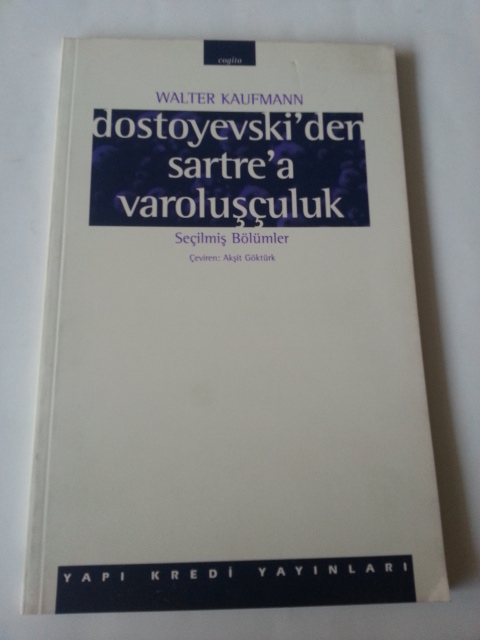 cogito
WALTER KAUFMANN
dostoyevski'den
sartre'a
varoluşçuluk
Seçilmiş Bölümler
Çeviren: Akşit Göktürk
YAPI KREDİ YAYINLARI